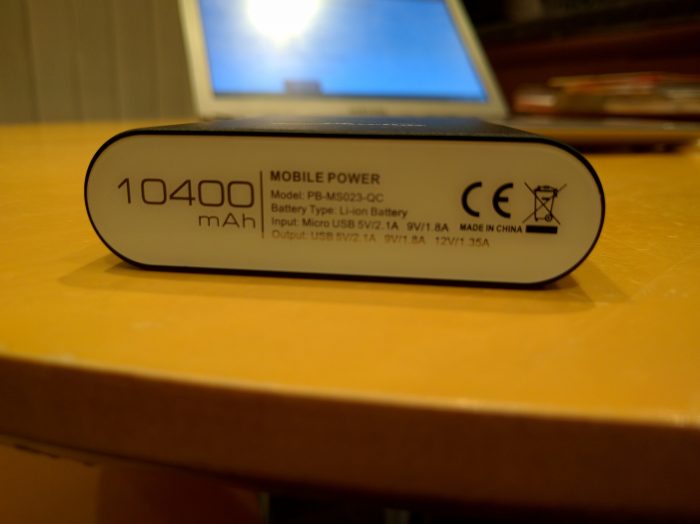 10400
mAh
MOBILE POWER
Model: PB-MS023-QC
Battery Type: Li-ion Battery
Input: Micro USB 5V/2.1A 9V/1.8A
Output: USB 5V/2.1A 9V/1.8A 12V/1.35A
CE
MADE IN CHINA